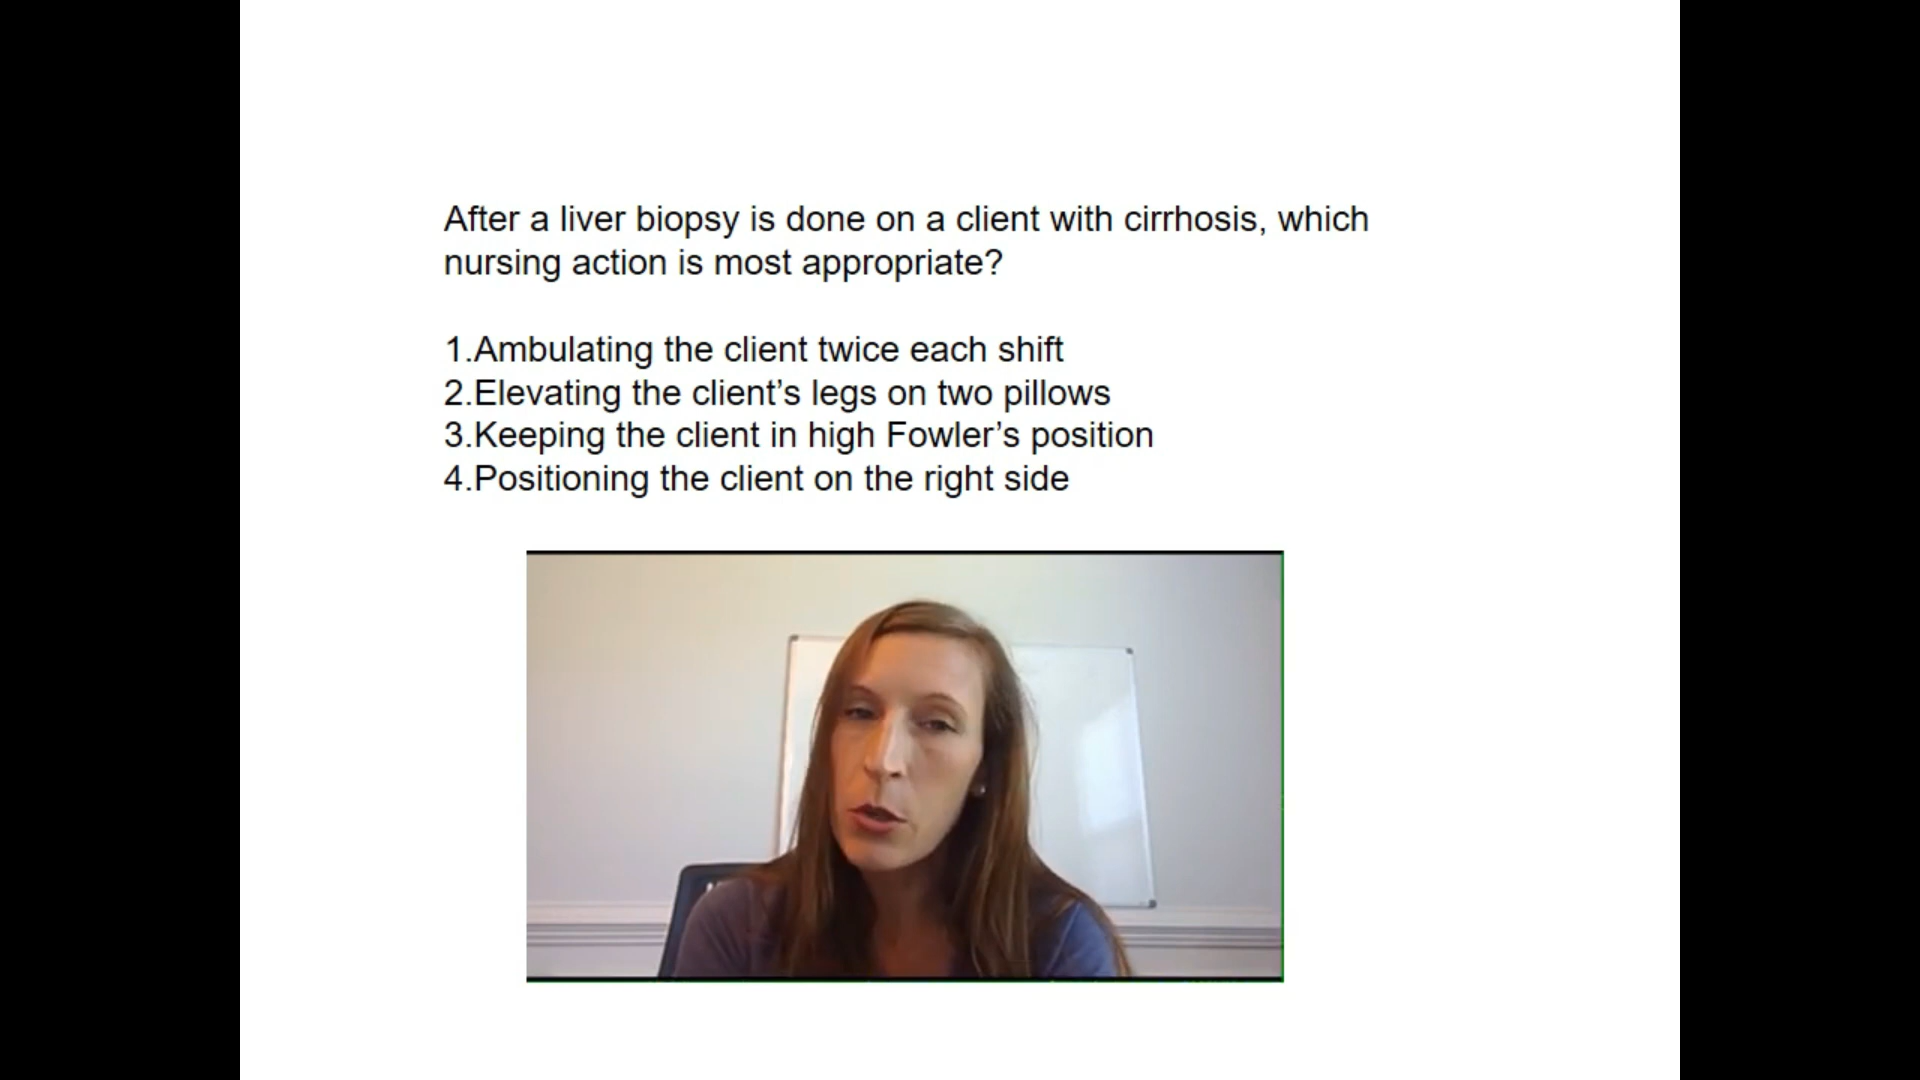 After a liver biopsy is done on a client with cirrhosis, which
nursing action is most appropriate?
1.Ambulating the client twice each shift
2.Elevating the client’s legs on two pillows
3.Keeping the client in high Fowler’s position
4.Positioning the client on the right side